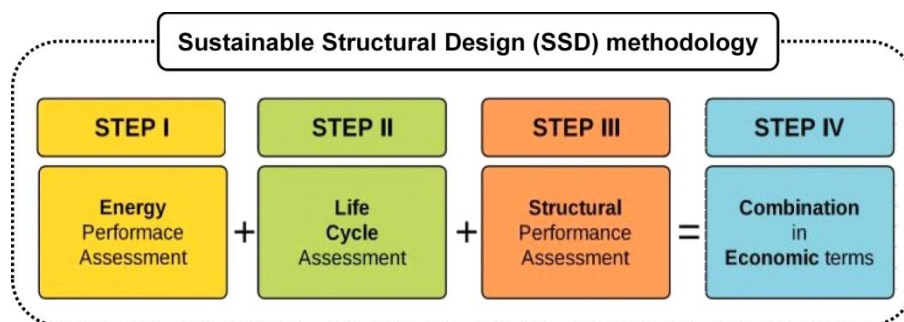 Sustainable Structural Design (SSD) methodology
STEP I
Energy
Performace
Assessment
+
STEP II
Life
Cycle
Assessment
+
STEP III
Structural
Performance
Assessment
=
STEP IV
Combination
in
Economic terms